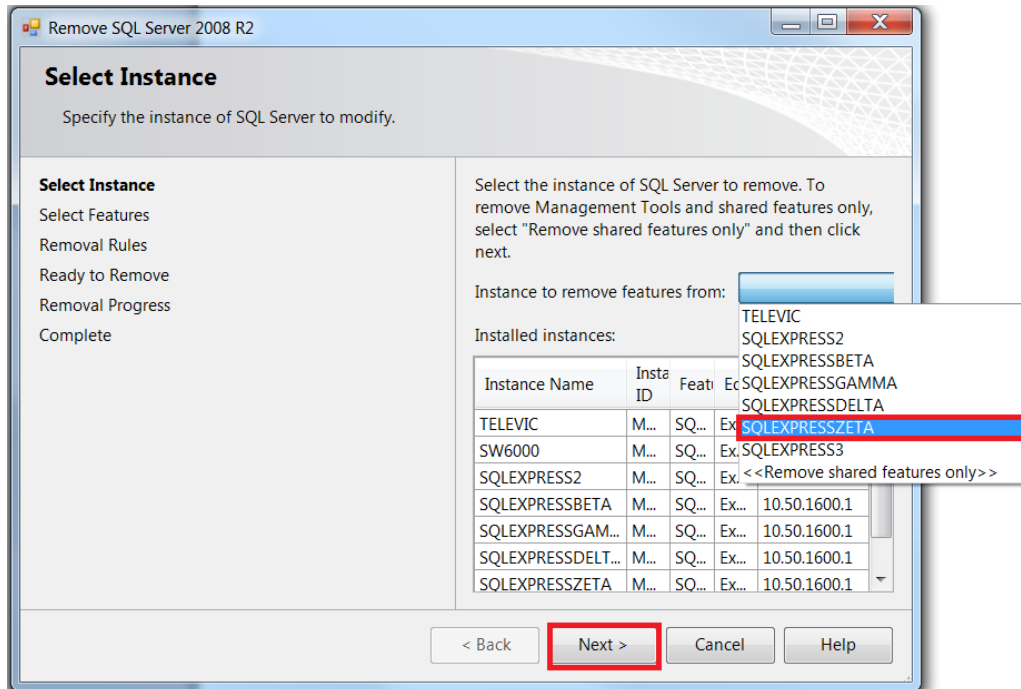 Remove SQL Server 2008 R2
Select Instance
Specify the instance of SQL Server to modify.
Select Instance
Select Features
Removal Rules
Ready to Remove
Removal Progress
Complete
Select the instance of SQL Server to remove. To
remove Management Tools and shared features only,
select "Remove shared features only" and then click
next.
Instance to remove features from:
TELEVIC
SQLEXPRESS2
SQLEXPRESSBETA
SQLEXPRESSGAMMA
SQLEXPRESSDELTA
SQLEXPRESSZETA
SQLEXPRESS3
<<Remove shared features only>>
Installed instances:
Instance Name Insta ID Featu Ed
TELEVIC M... SQ... Ex...
SW6000 M... SQ... Ex...
SQLEXPRESS2 M... SQ... Ex...
SQLEXPRESSBETA M... SQ... Ex... 10.50.1600.1
SQLEXPRESSGAM... M... SQ... Ex... 10.50.1600.1
SQLEXPRESSDELT... M... SQ... Ex... 10.50.1600.1
SQLEXPRESSZETA M... SQ... Ex... 10.50.1600.1
< Back Next > Cancel Help